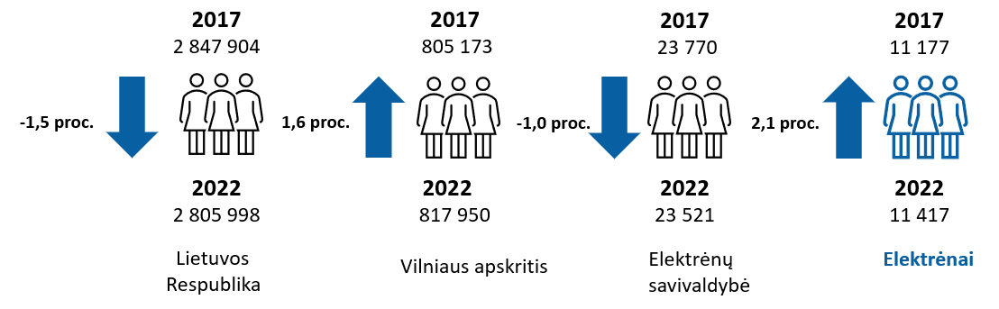 2017
2 847 904
-1,5 proc.
2022
2 805 998
Lietuvos
Respublika
2017
805 173
1,6 proc.
2022
817 950
Vilniaus apskritis
2017
23 770
-1,0 proc.
2022
23 521
Elektrėnų
savivaldybė
2017
11 177
2,1 proc.
2022
11 417
Elektrėnai